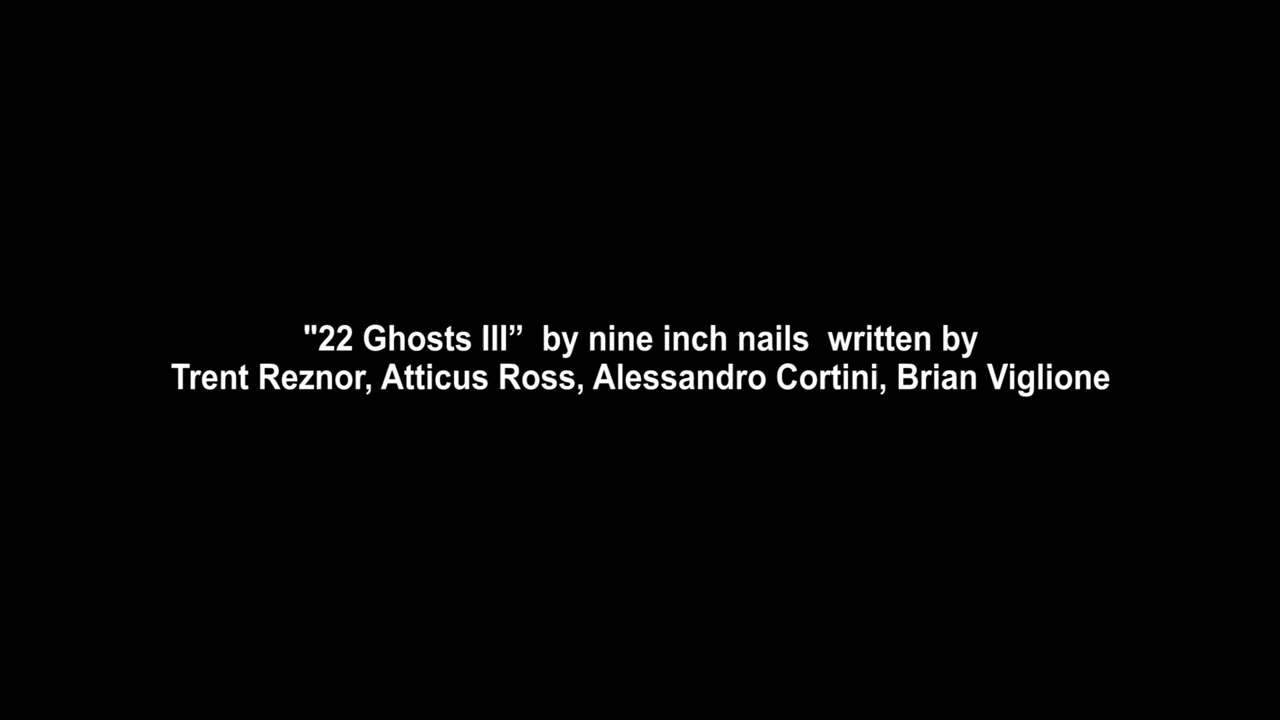 "22 Ghosts III”  by nine inch nails  written by
Trent Reznor, Atticus Ross, Alessandro Cortini, Brian Viglione